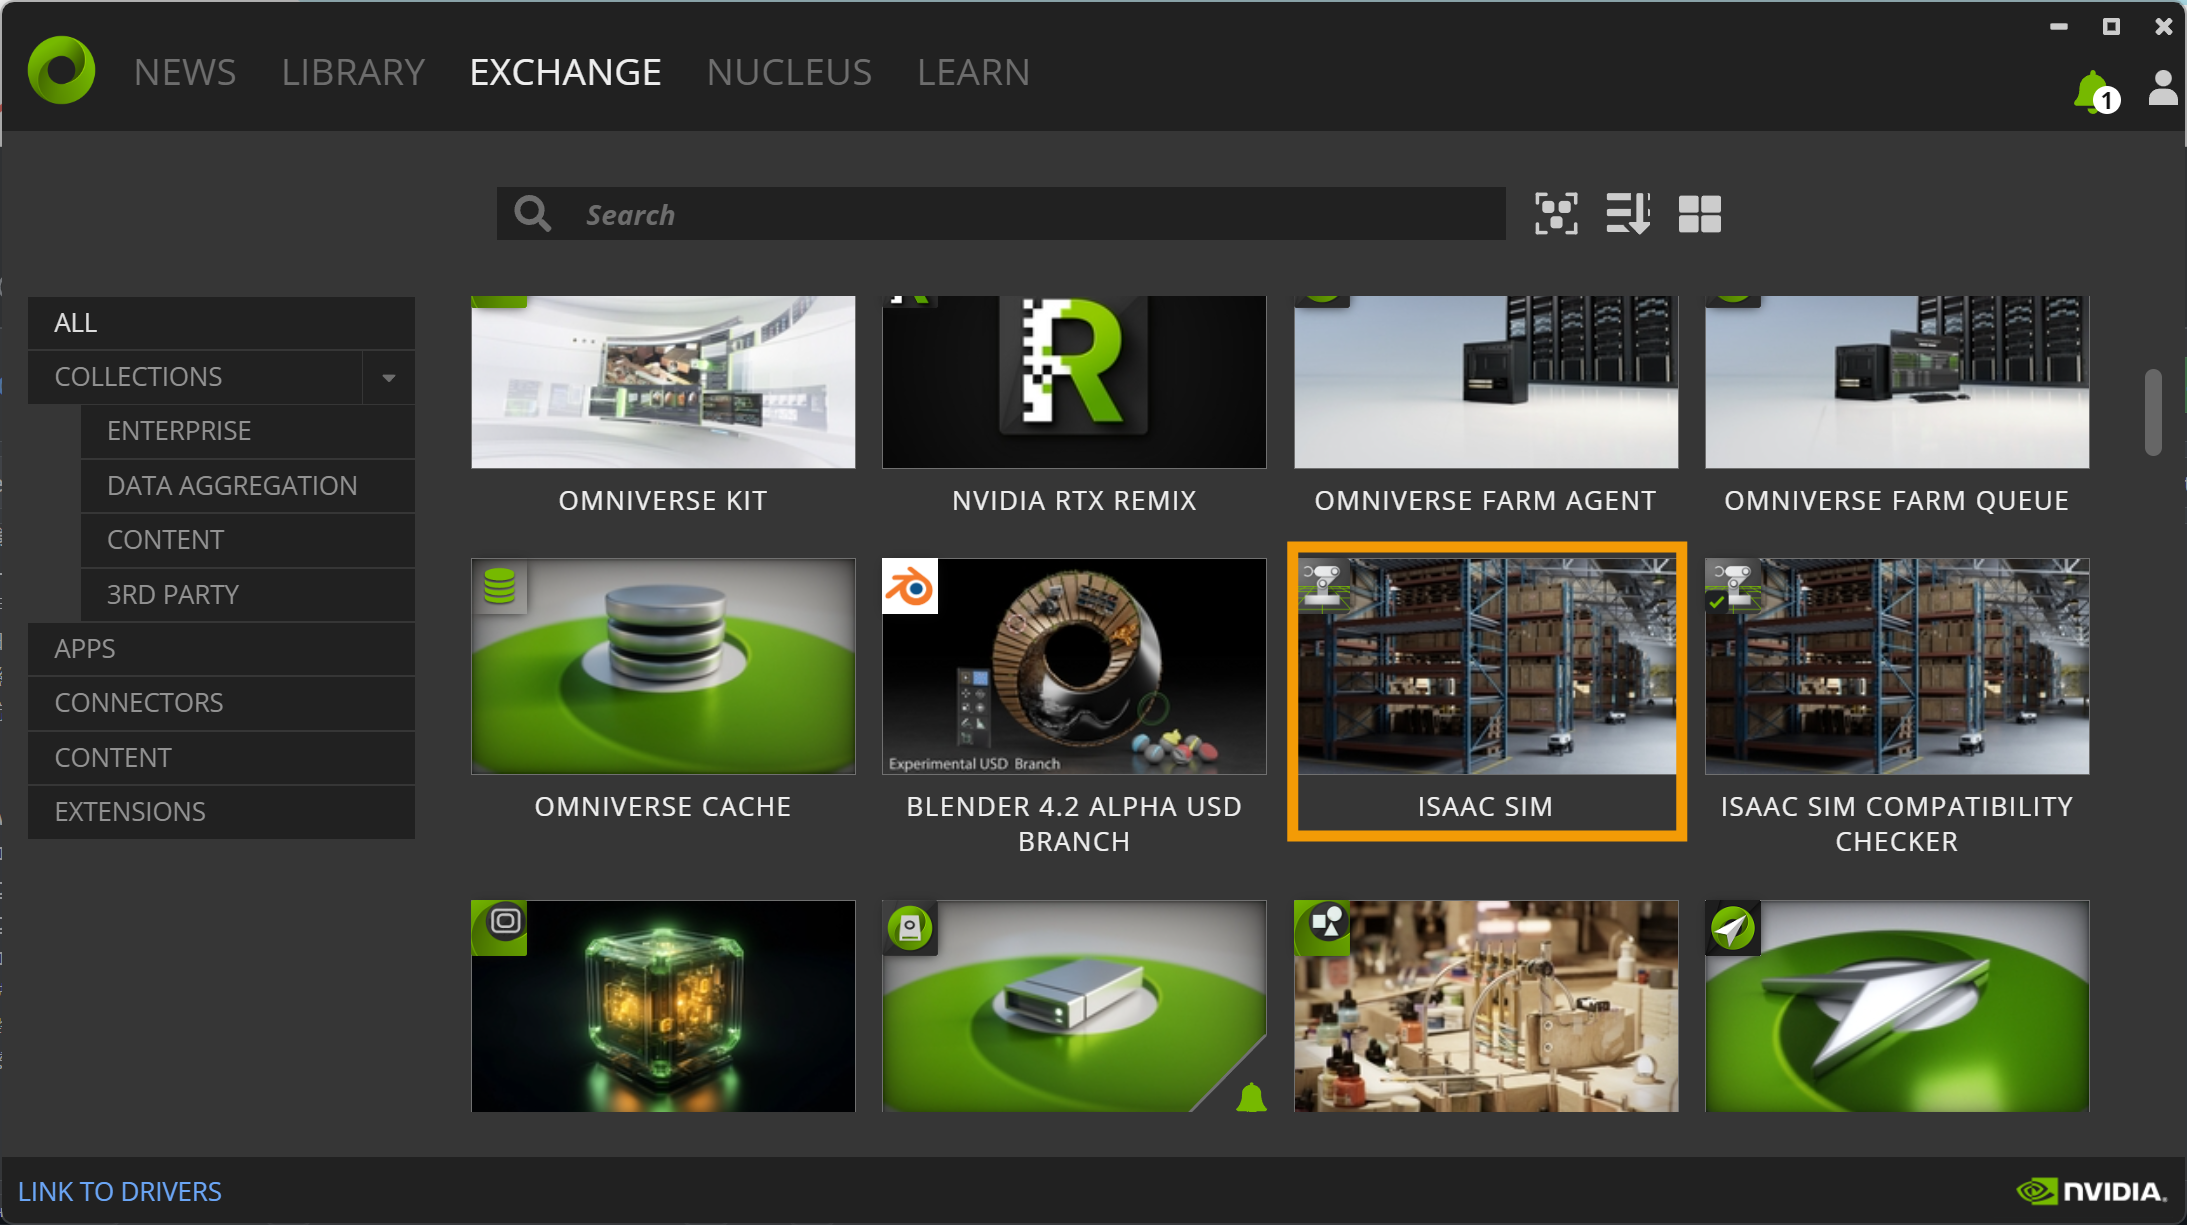 NEWS LIBRARY EXCHANGE NUCLEUS LEARN
1
Search
ALL
COLLECTIONS
ENTERPRISE
DATA AGGREGATION
CONTENT
3RD PARTY
APPS
CONNECTORS
CONTENT
EXTENSIONS
OMNIVERSE KIT
NVIDIA RTX REMIX
OMNIVERSE FARM AGENT
OMNIVERSE FARM QUEUE
OMNIVERSE CACHE
Experimental USD Branch
BLENDER 4.2 ALPHA USD
BRANCH
ISAAC SIM
ISAAC SIM COMPATIBILITY
CHECKER
LINK TO DRIVERS
NVIDIA.